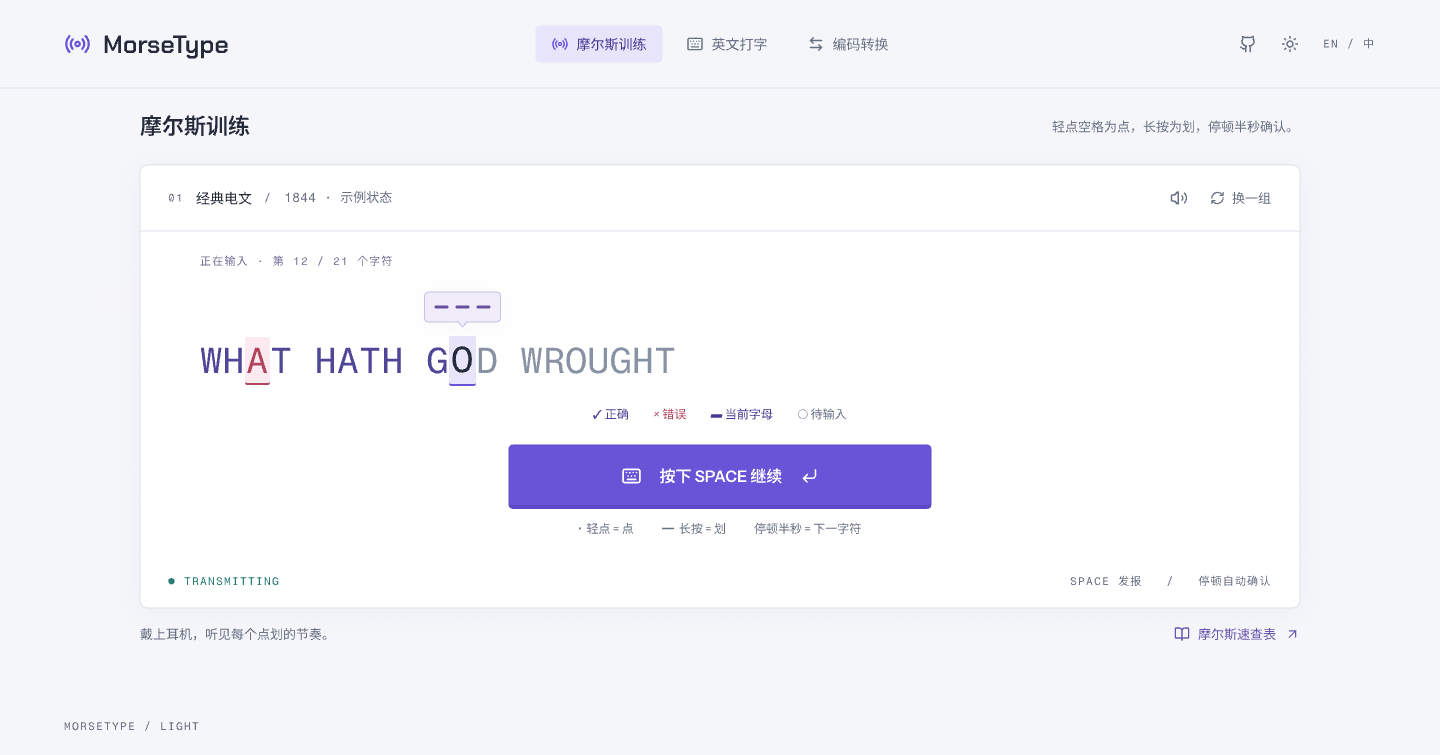 MorseType
摩尔斯训练
英文打字
编码转换
EN / 中
摩尔斯训练
轻点空格为点，长按为划，停顿半秒确认。
01 经典电文 / 1844 · 示例状态
换一组
正在输入 · 第 12 / 21 个字符
WHAT HATH GOD WROUGHT
✓ 正确 × 错误 当前字母 待输入
按下 SPACE 继续
· 轻点 = 点 — 长按 = 划 停顿半秒 = 下一字符
TRANSMITTING
SPACE 发报 / 停顿自动确认
戴上耳机，听见每个点划的节奏。
摩尔斯速查表
MORSETYPE / LIGHT